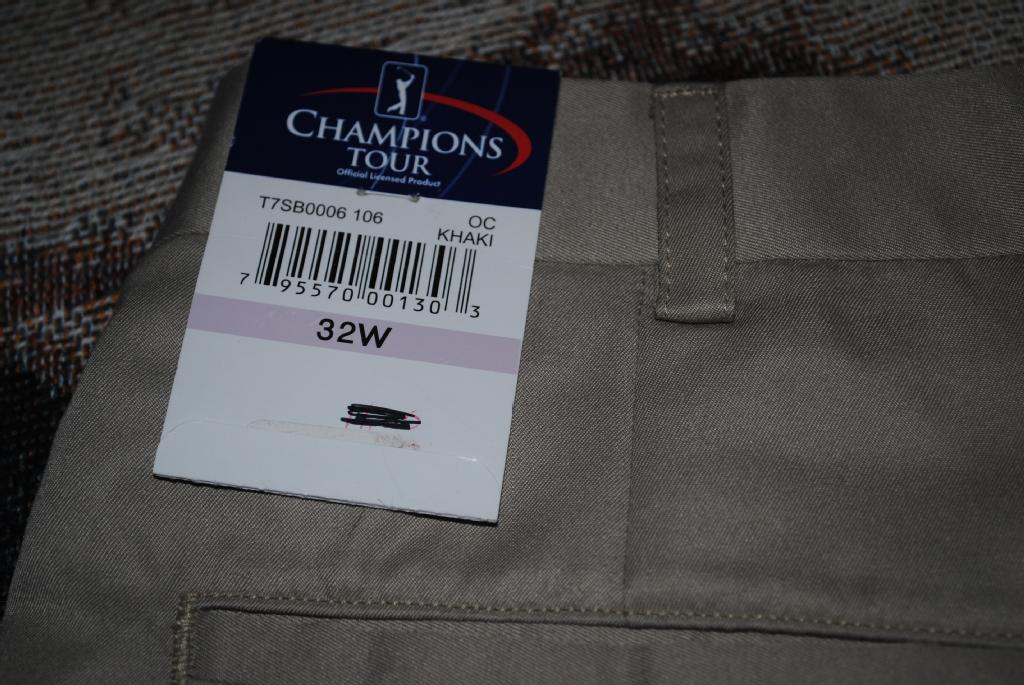 CHAMPIONS
TOUR
Official Licensed Product
T7SB0006 106
OC
KHAKI
7 95570 00130 3
32W